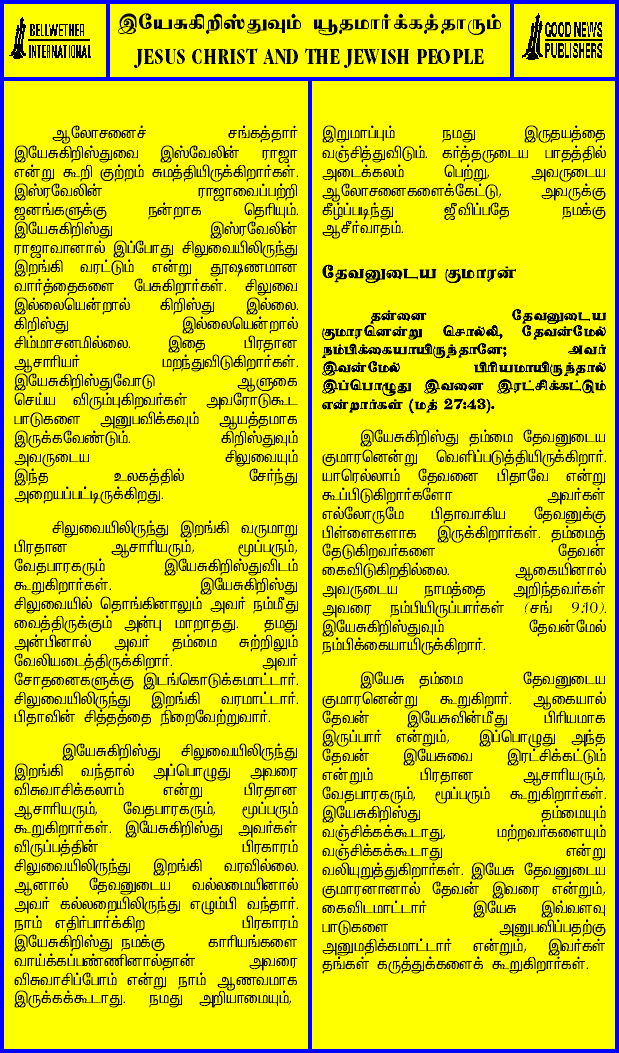 BELLWETHER
INTERNATIONAL
இயேசுகிறிஸ்துவும் யூதமார்க்கத்தாரும்
JESUS CHRIST AND THE JEWISH PEOPLE
GOOD NEWS
PUBLISHERS
ஆலோசனைச் சங்கத்தார்
இயேசுகிறிஸ்துவை இஸ்வேலின் ராஜா
என்று கூறி குற்றம் சுமத்தியிருக்கிறார்கள்.
இஸ்ரவேலின் ராஜாவைப்பற்றி
ஜனங்களுக்கு நன்றாக தெரியும்.
இயேசுகிறிஸ்து இஸ்ரவேலின்
ராஜாவானால் இப்போது சிலுவையிலிருந்து
இறங்கி வரட்டும் என்று தூஷணமான
வார்த்தைகளை பேசுகிறார்கள். சிலுவை
இல்லையென்றால் கிறிஸ்து இல்லை.
கிறிஸ்து இல்லையென்றால்
சிம்மாசனமில்லை. இதை பிரதான
ஆசாரியர் மறந்துவிடுகிறார்கள்.
இயேசுகிறிஸ்துவோடு ஆளுகை
செய்ய விரும்புகிறவர்கள் அவரோடுகூட
பாடுகளை அனுபவிக்கவும் ஆயத்தமாக
இருக்கவேண்டும். கிறிஸ்துவும்
அவருடைய சிலுவையும்
இந்த உலகத்தில் சேர்ந்து
அறையப்பட்டிருக்கிறது.
சிலுவையிலிருந்து இறங்கி வருமாறு
பிரதான ஆசாரியரும், மூப்பரும்,
வேதபாரகரும் இயேசுகிறிஸ்துவிடம்
கூறுகிறார்கள். இயேசுகிறிஸ்து
சிலுவையில் தொங்கினாலும் அவர் நம்மீது
வைத்திருக்கும் அன்பு மாறாதது. தமது
அன்பினால் அவர் தம்மை சுற்றிலும்
வேலியடைத்திருக்கிறார். அவர்
சோதனைகளுக்கு இடங்கொடுக்கமாட்டார்.
சிலுவையிலிருந்து இறங்கி வரமாட்டார்.
பிதாவின் சித்தத்தை நிறைவேற்றுவார்.
இயேசுகிறிஸ்து சிலுவையிலிருந்து
இறங்கி வந்தால் அப்பொழுது அவரை
விசுவாசிக்கலாம் என்று பிரதான
ஆசாரியரும், வேதபாரகரும், மூப்பரும்
கூறுகிறார்கள். இயேசுகிறிஸ்து அவர்கள்
விருப்பத்தின் பிரகாரம்
சிலுவையிலிருந்து இறங்கி வரவில்லை.
ஆனால் தேவனுடைய வல்லமையினால்
அவர் கல்லறையிலிருந்து எழும்பி வந்தார்.
நாம் எதிர்பார்க்கிற பிரகாரம்
இயேசுகிறிஸ்து நமக்கு காரியங்களை
வாய்க்கப்பண்ணினால்தான் அவரை
விசுவாசிப்போம் என்று நாம் ஆணவமாக
இருக்கக்கூடாது. நமது அறியாமையும்,
இறுமாப்பும் நமது இருதயத்தை
வஞ்சித்துவிடும். கர்த்தருடைய பாதத்தில்
அடைக்கலம் பெற்று, அவருடைய
ஆலோசனைகளைக்கேட்டு, அவருக்கு
கீழ்ப்படிந்து ஜீவிப்பதே நமக்கு
ஆசீர்வாதம்.
தேவனுடைய குமாரன்
தன்னை தேவனுடைய
குமாரனென்று சொல்லி, தேவன்மேல்
நம்பிக்கையாயிருந்தானே; அவர்
இவன்மேல் பிரியமாயிருந்தால்
இப்பொழுது இவனை இரட்சிக்கட்டும்
என்றார்கள் (மத் 27:43).
இயேசுகிறிஸ்து தம்மை தேவனுடைய
குமாரனென்று வெளிப்படுத்தியிருக்கிறார்.
யாரெல்லாம் தேவனை பிதாவே என்று
கூப்பிடுகிறார்களோ அவர்கள்
எல்லோருமே பிதாவாகிய தேவனுக்கு
பிள்ளைகளாக இருக்கிறார்கள். தம்மைத்
தேடுகிறவர்களை தேவன்
கைவிடுகிறதில்லை. ஆகையினால்
அவருடைய நாமத்தை அறிந்தவர்கள்
அவரை நம்பியிருப்பார்கள் (சங் 9:10).
இயேசுகிறிஸ்துவும் தேவன்மேல்
நம்பிக்கையாயிருக்கிறார்.
இயேசு தம்மை தேவனுடைய
குமாரனென்று கூறுகிறார். ஆகையால்
தேவன் இயேசுவின்மீது பிரியமாக
இருப்பார் என்றும், இப்பொழுது அந்த
தேவன் இயேசுவை இரட்சிக்கட்டும்
என்றும் பிரதான ஆசாரியரும்,
வேதபாரகரும், மூப்பரும் கூறுகிறார்கள்.
இயேசுகிறிஸ்து தம்மையும்
வஞ்சிக்கக்கூடாது, மற்றவர்களையும்
வஞ்சிக்கக்கூடாது என்று
வலியுறுத்துகிறார்கள். இயேசு தேவனுடைய
குமாரனானால் தேவன் இவரை என்றும்,
கைவிடமாட்டார் இயேசு இவ்வளவு
பாடுகளை அனுபவிப்பதற்கு
அனுமதிக்கமாட்டார் என்றும், இவர்கள்
தங்கள் கருத்துக்களைக் கூறுகிறார்கள்.